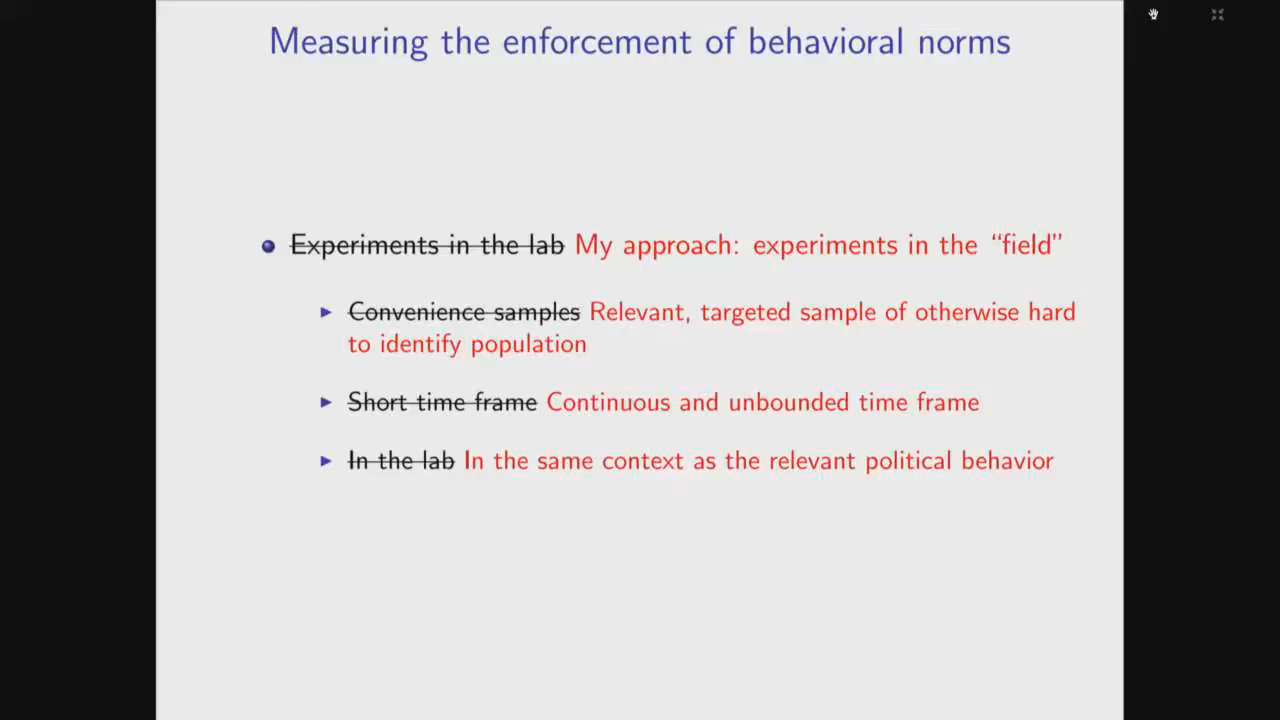 Measuring the enforcement of behavioral norms
Experiments in the lab My approach: experiments in the “field”
Convenience samples Relevant, targeted sample of otherwise hard
to identify population
Short time frame Continuous and unbounded time frame
In the lab In the same context as the relevant political behavior